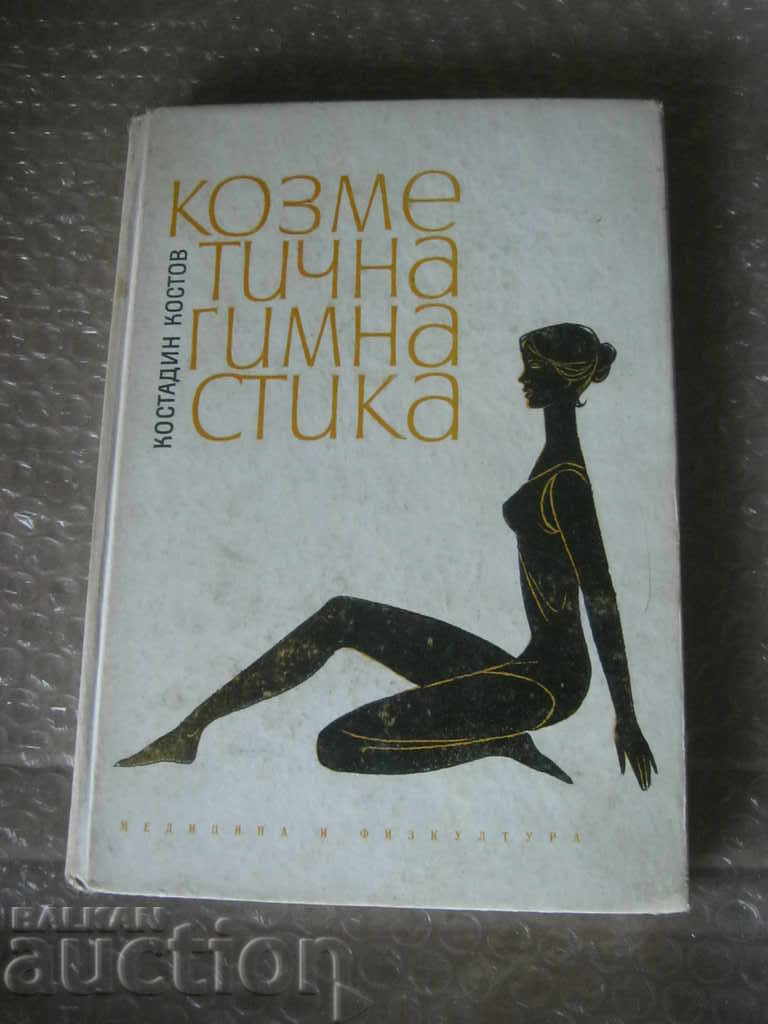 козме
тична
гимна
стика
КОСТАДИН КОСТОВ
МЕДИЦИНА И ФИЗКУЛТУРА
BALKAN
auction